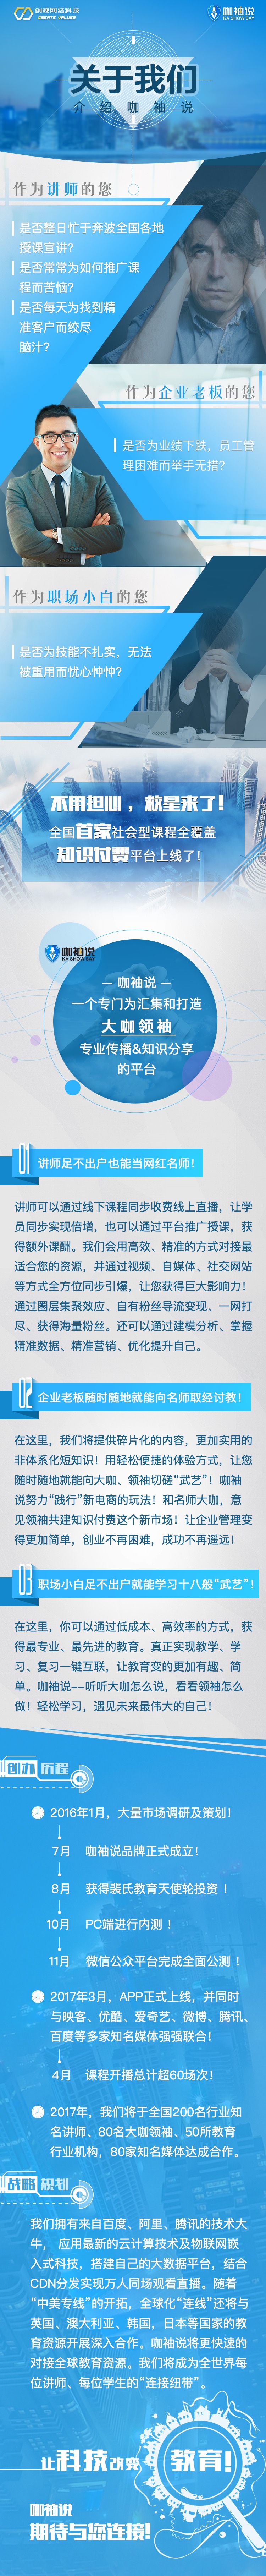 创视网络科技
CREATE VALUES
咖袖说
KA SHOW SAY
关于我们
介绍咖袖说
作为讲师的您
是否整日忙于奔波全国各地
授课宣讲？
是否常常为如何推广课
程而苦恼？
是否每天为找到精
准客户而绞尽
脑汁？
作为企业老板的您
是否为业绩下跌，员工管
理困难而举手无措？
作为职场小白的您
是否为技能不扎实，无法
被重用而忧心忡忡？
不用担心，救星来了！
全国首家社会型课程全覆盖
知识付费平台上线了！
咖袖说
KA SHOW SAY
— 咖袖说 —
一个专门为汇集和打造
大咖领袖
专业传播&知识分享
的平台
01 讲师足不出户也能当网红名师！
讲师可以通过线下课程同步收费线上直播，让学
员同步实现倍增，也可以通过平台推广授课，获
得额外课酬。我们会用高效、精准的方式对接最
适合您的资源，并通过视频、自媒体、社交网站
等方式全方位同步引爆，让您获得巨大影响力！
通过圈层集聚效应、自有粉丝导流变现、一网打
尽、获得海量粉丝。还可以通过建模分析、掌握
精准数据、精准营销、优化提升自己。
02 企业老板随时随地就能向名师取经讨教！
在这里，我们将提供碎片化的内容，更加实用的
非体系化短知识！用轻松便捷的体验方式，让您
随时随地就能向大咖、领袖切磋“武艺”！咖袖
说努力“践行”新电商的玩法！和名师大咖，意
见领袖共建知识付费这个新市场！让企业管理变
得更加简单，创业不再困难，成功不再遥远！
03 职场小白足不出户就能学习十八般“武艺”！
在这里，你可以通过低成本、高效率的方式，获
得最专业、最先进的教育。真正实现教学、学
习、复习一键互联，让教育变的更加有趣、简
单。咖袖说--听听大咖怎么说，看看领袖怎么
做！轻松学习，遇见未来最伟大的自己！
创办历程
2016年1月，大量市场调研及策划！
7月 咖袖说品牌正式成立！
8月 获得裴氏教育天使轮投资！
10月 PC端进行内测！
11月 微信公众平台完成全面公测！
2017年3月，APP正式上线，并同时
与映客、优酷、爱奇艺、微博、腾讯、
百度等多家知名媒体强强联合！
4月 课程开播总计超60场次！
2017年，我们将于全国200名行业知
名讲师、80名大咖领袖、50所教育
行业机构，80家知名媒体达成合作。
战略规划
我们拥有来自百度、阿里、腾讯的技术大
牛， 应用最新的云计算技术及物联网嵌
入式科技，搭建自己的大数据平台，结合
CDN分发实现万人同场观看直播。随着
“中美专线”的开拓，全球化“连线”还将与
英国、澳大利亚、韩国，日本等国家的教
育资源开展深入合作。咖袖说将更快速的
对接全球教育资源。我们将成为全世界每
位讲师、每位学生的“连接纽带”。
让科技改变 教育！
咖袖说
期待与您连接！